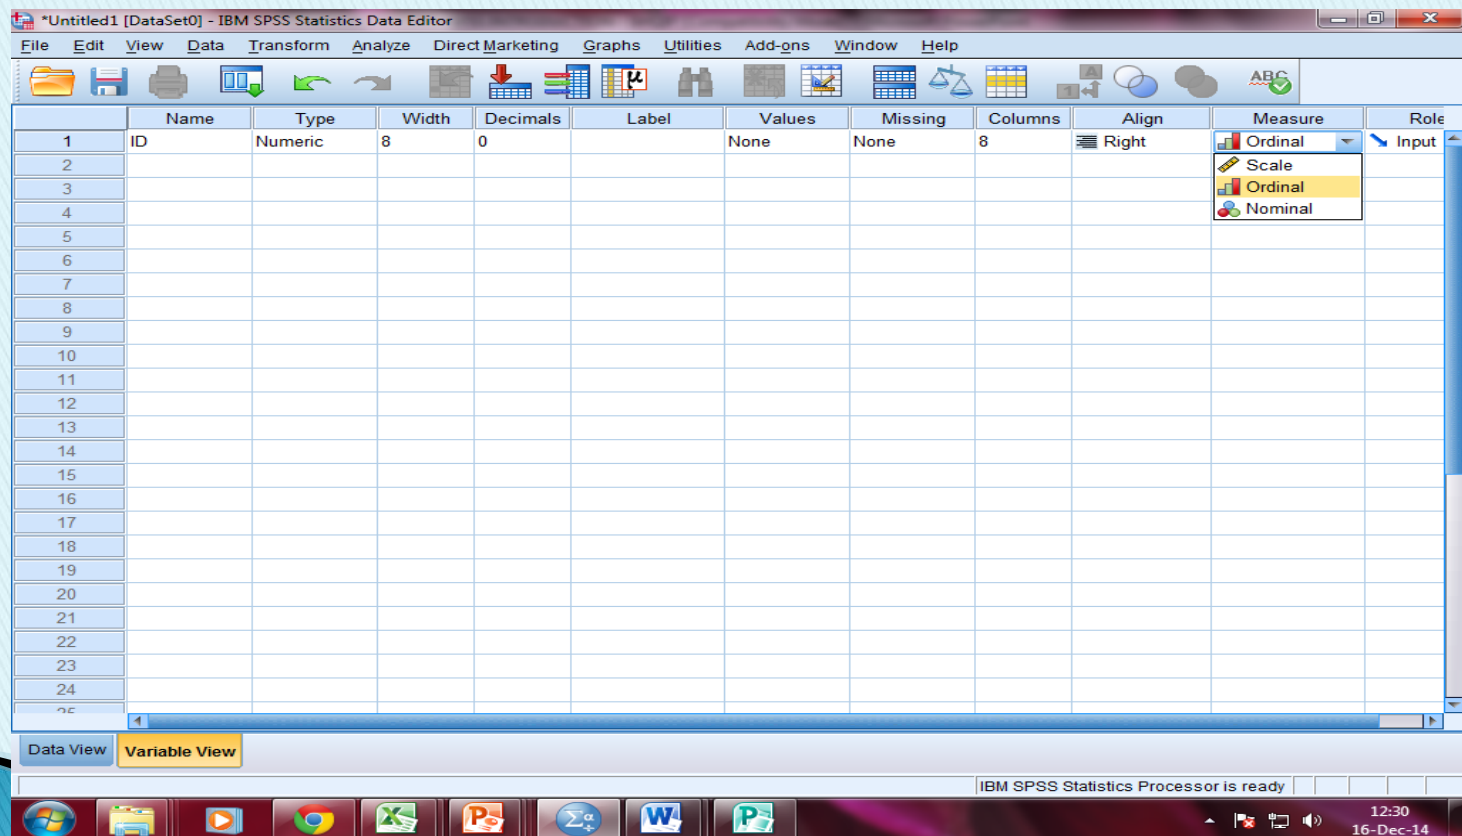 *Untitled1 [DataSet0] - IBM SPSS Statistics Data Editor
File Edit View Data Transform Analyze Direct Marketing Graphs Utilities Add-ons Window Help
Name Type Width Decimals Label Values Missing Columns Align Measure Role
1 ID Numeric 8 0 None None 8 Right Ordinal Input
2 Scale
3 Ordinal
4 Nominal
5
6
7
8
9
10
11
12
13
14
15
16
17
18
19
20
21
22
23
24
25
Data View Variable View
IBM SPSS Statistics Processor is ready
12:30
16-Dec-14